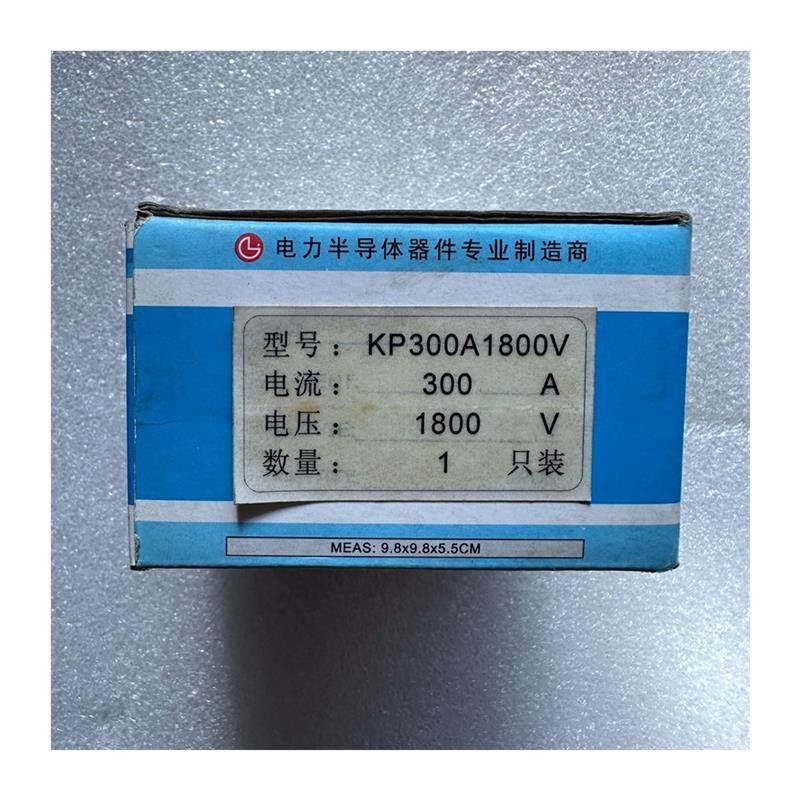 电力半导体器件专业制造商
型号: KP300A1800V
电流: 300 A
电压: 1800 V
数量: 1 只装
MEAS: 9.8x9.8x5.5CM